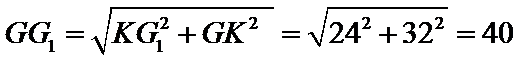 GG₁ = √(KG₁² + GK²) = √(24² + 32²) = 40